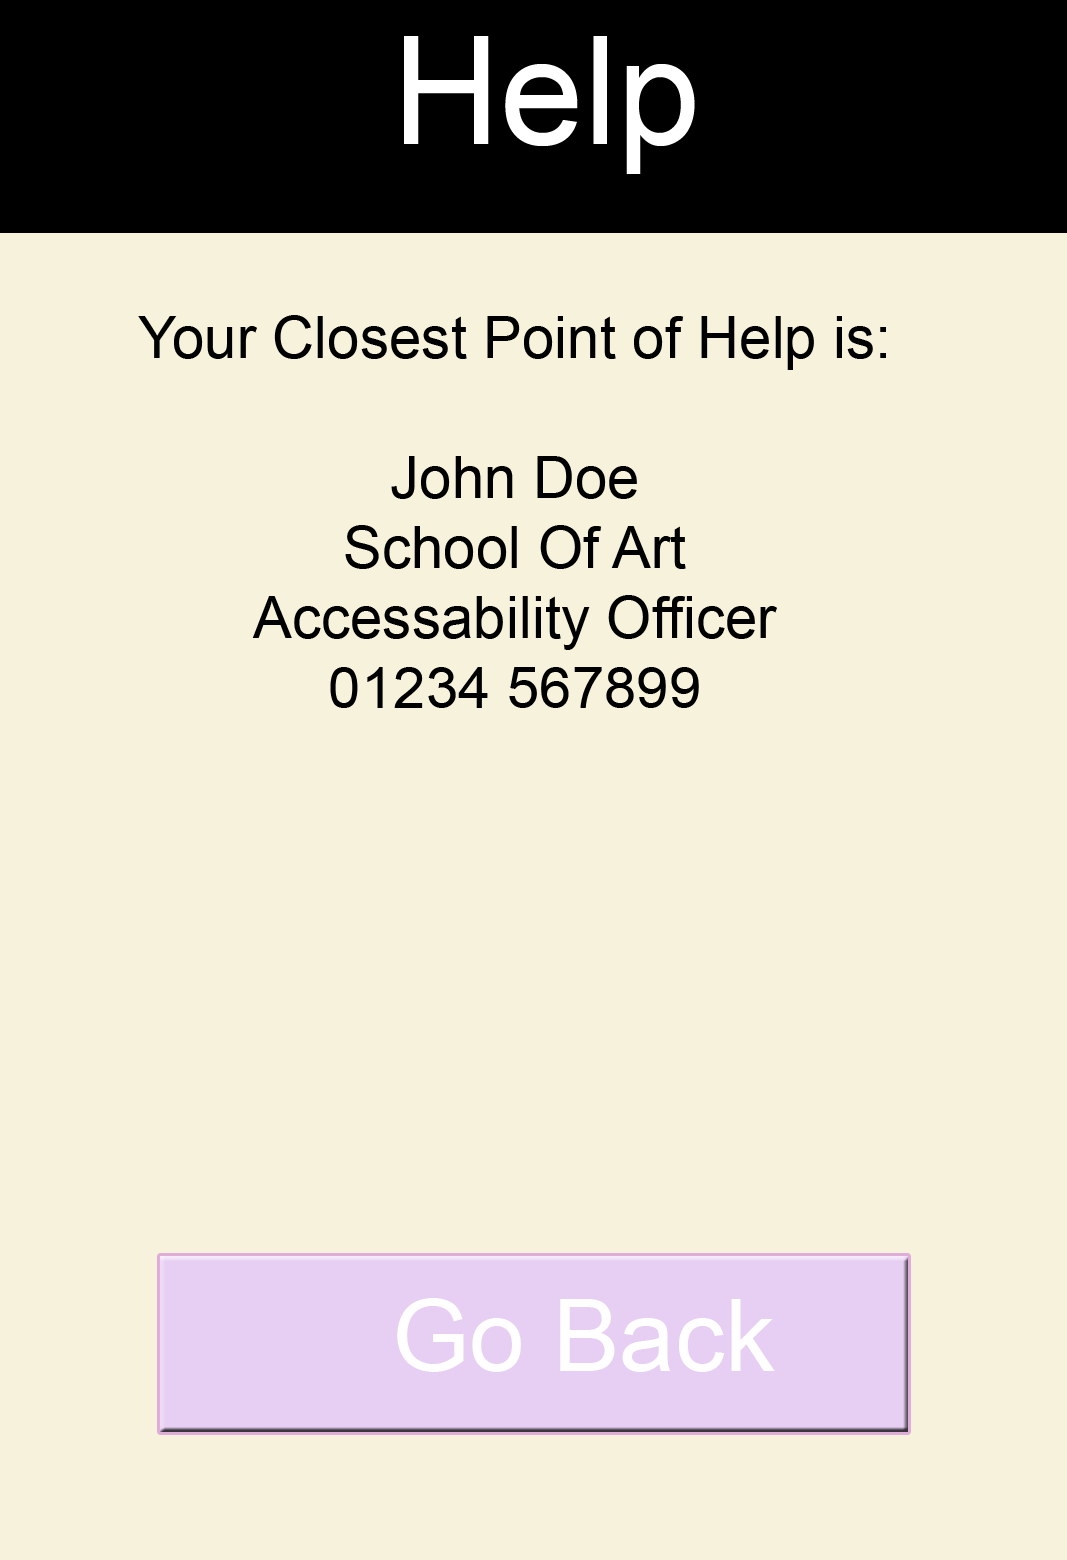 Help
Your Closest Point of Help is:
John Doe
School Of Art
Accessability Officer
01234 567899
Go Back